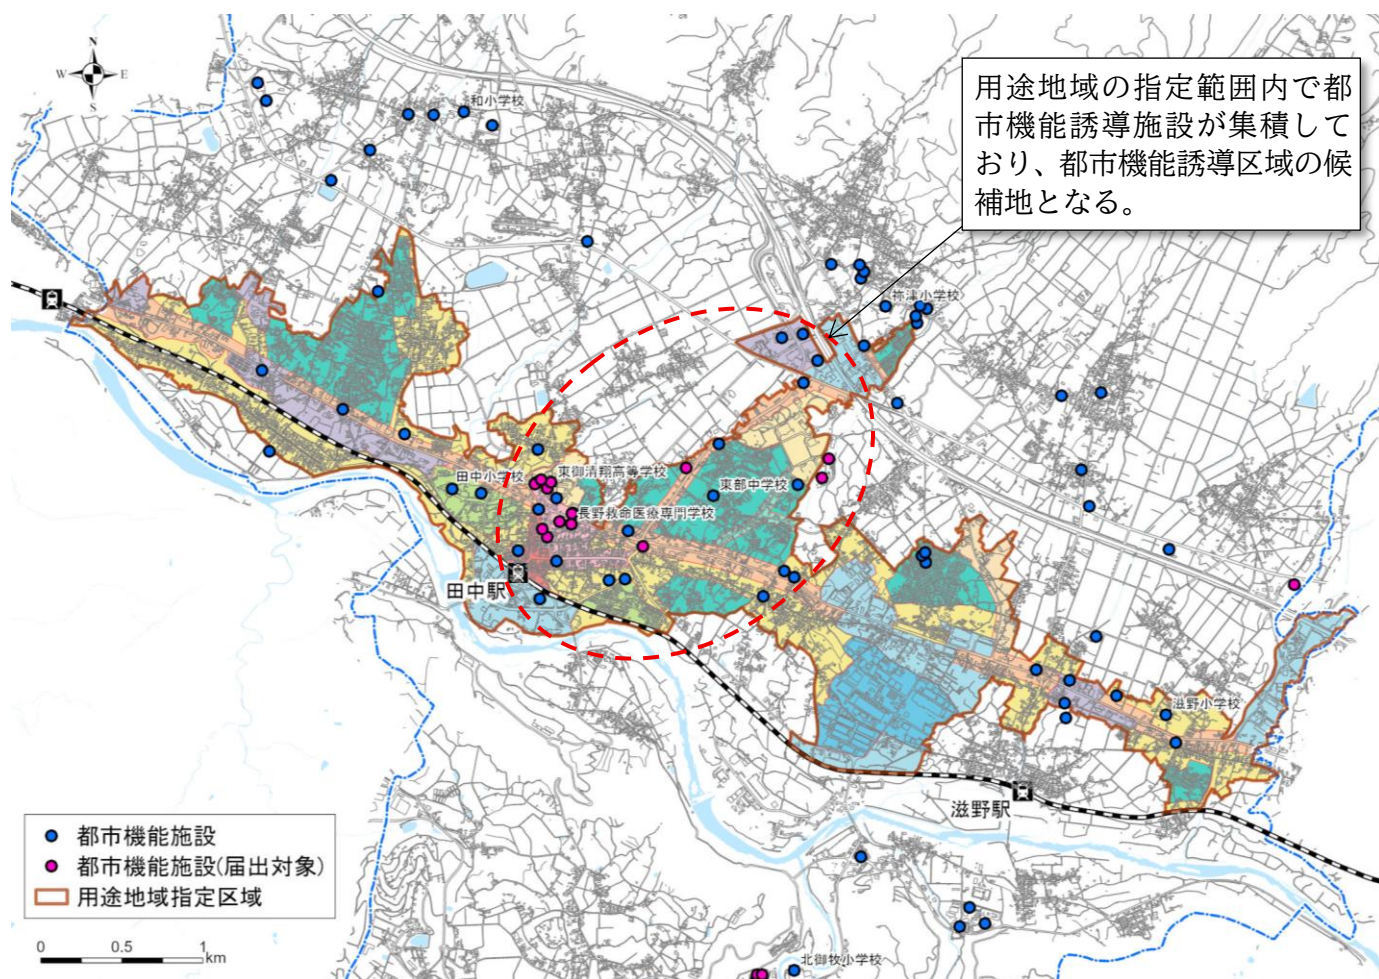 N
W
E
S
和小学校
用途地域の指定範囲内で都
市機能誘導施設が集積して
おり、都市機能誘導区域の候
補地となる。
祢津小学校
田中小学校
東御清翔高等学校
東部中学校
長野救命医療専門学校
田中駅
滋野小学校
滋野駅
都市機能施設
都市機能施設(届出対象)
用途地域指定区域
0 0.5 1
km
北御牧小学校